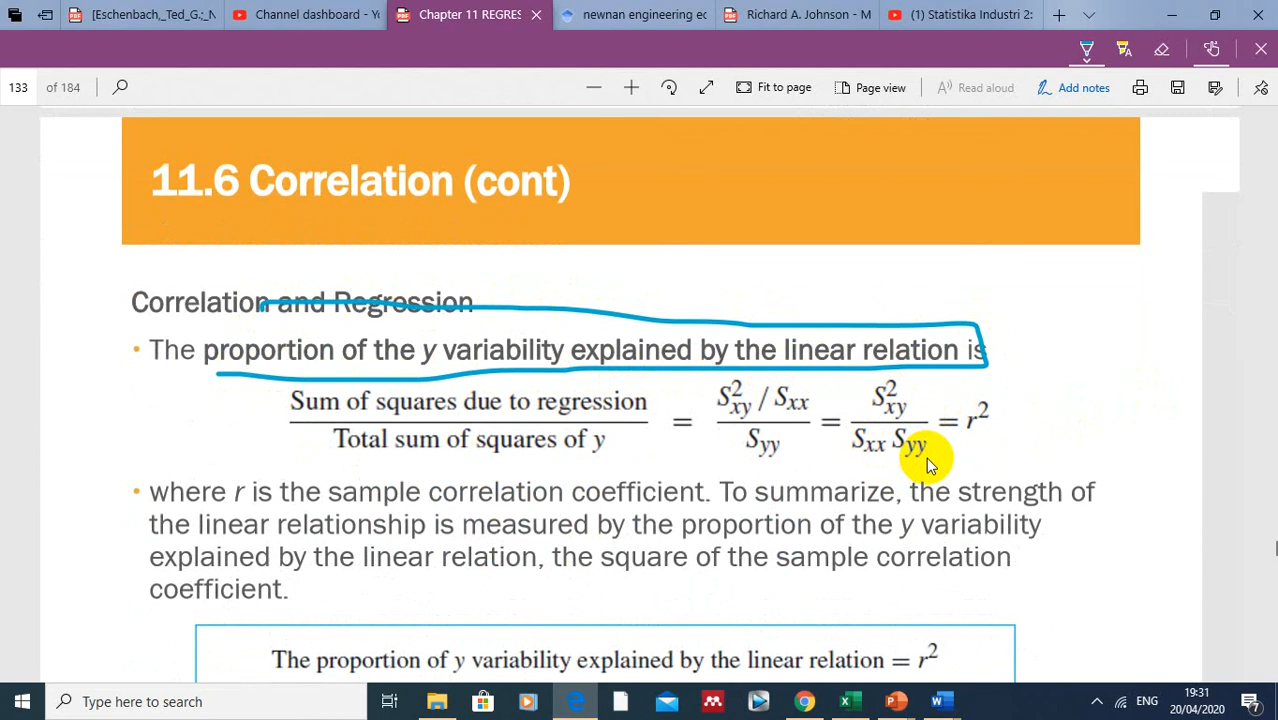 [Eschenbach,_Ted_G.;_N
Channel dashboard - Yo
Chapter 11 REGRES
newnan engineering ec
Richard A. Johnson - M
(1) Statistika Industri 2:
133 of 184
Fit to page
Page view
Read aloud
Add notes
11.6 Correlation (cont)
Correlation and Regression
• The proportion of the y variability explained by the linear relation is
Sum of squares due to regression / Total sum of squares of y = S²xy / Sxx / Syy = S²xy / Sxx Syy = r²
• where r is the sample correlation coefficient. To summarize, the strength of
the linear relationship is measured by the proportion of the y variability
explained by the linear relation, the square of the sample correlation
coefficient.
The proportion of y variability explained by the linear relation = r²
Type here to search
ENG
19:31
20/04/2020
7